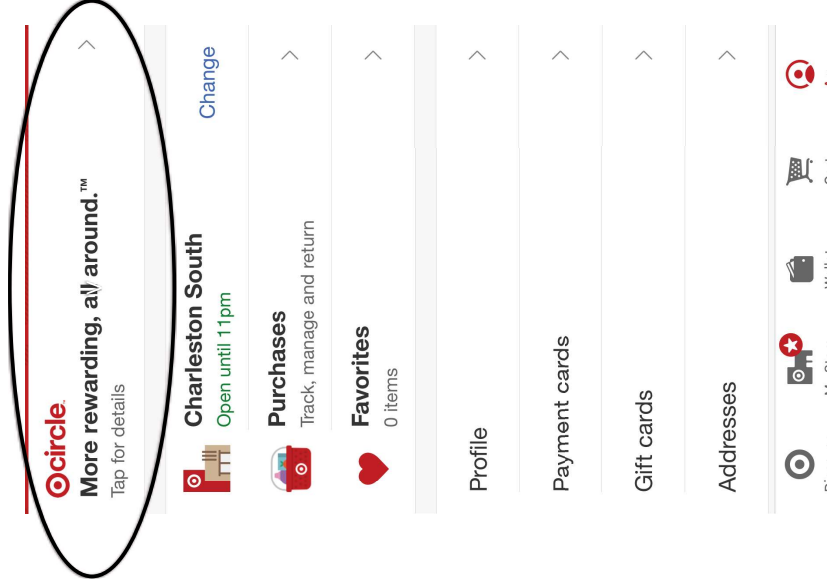 circle
More rewarding, all around.™
Tap for details
Charleston South
Change
Open until 11pm
Purchases
Track, manage and return
Favorites
0 items
Profile
Payment cards
Gift cards
Addresses